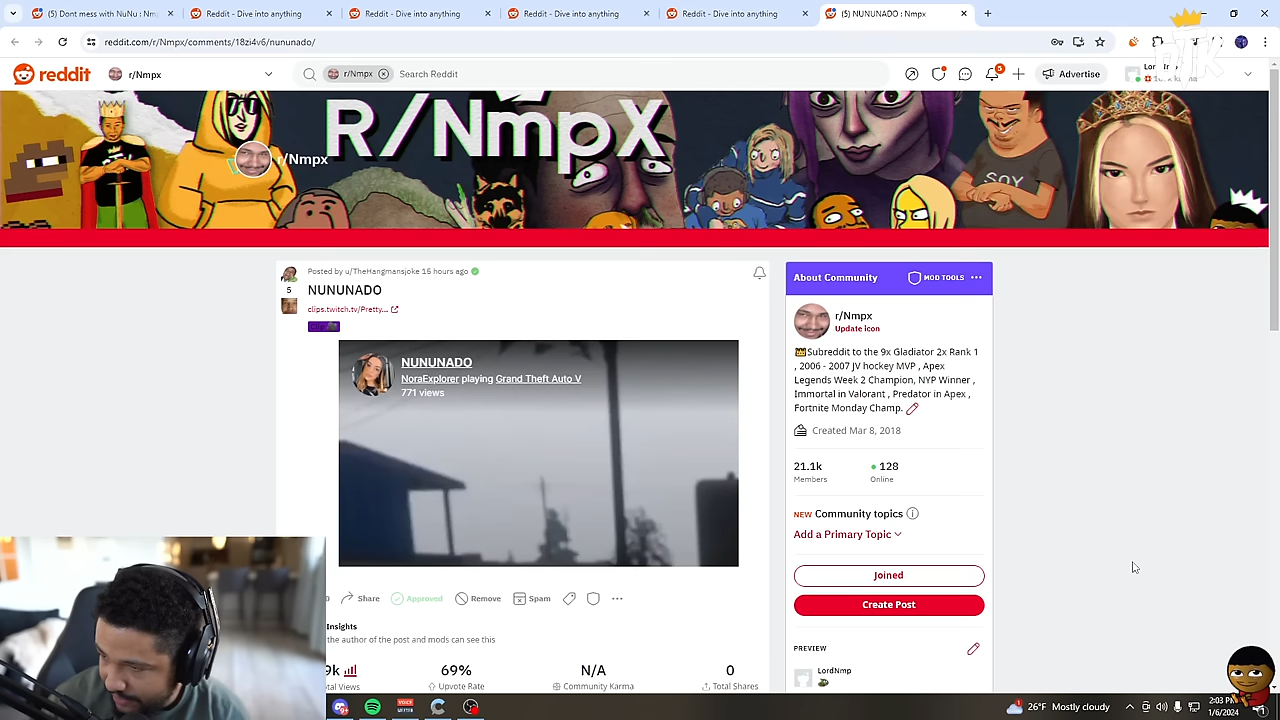 (5) Dont mess with NuNu : Nmp
Reddit - Dive into anything
Reddit - Dive into anything
Reddit - Dive into anything
Reddit - Dive into anything
(5) NUNUNADO : Nmpx
reddit.com/r/Nmpx/comments/18zi4v6/nununado/
reddit
r/Nmpx
r/Nmpx
Search Reddit
5
Advertise
R/NmpX
r/Nmpx
SOY
Posted by u/TheHangmansjoke 15 hours ago
5
NUNUNADO
clips.twitch.tv/Pretty...
NUNUNADO
NoraExplorer playing Grand Theft Auto V
771 views
Share
Approved
Remove
Spam
Insights
the author of the post and mods can see this
69%
N/A
0
Upvote Rate
Community Karma
Total Shares
About Community
MOD TOOLS
r/Nmpx
Update icon
Subreddit to the 9x Gladiator 2x Rank 1
, 2006 - 2007 JV hockey MVP , Apex
Legends Week 2 Champion, NYP Winner ,
Immortal in Valorant , Predator in Apex ,
Fortnite Monday Champ.
Created Mar 8, 2018
21.1k
128
Members
Online
NEW Community topics
Add a Primary Topic
Joined
Create Post
PREVIEW
LordNmp
26°F Mostly cloudy
2:03 PM
1/6/2024